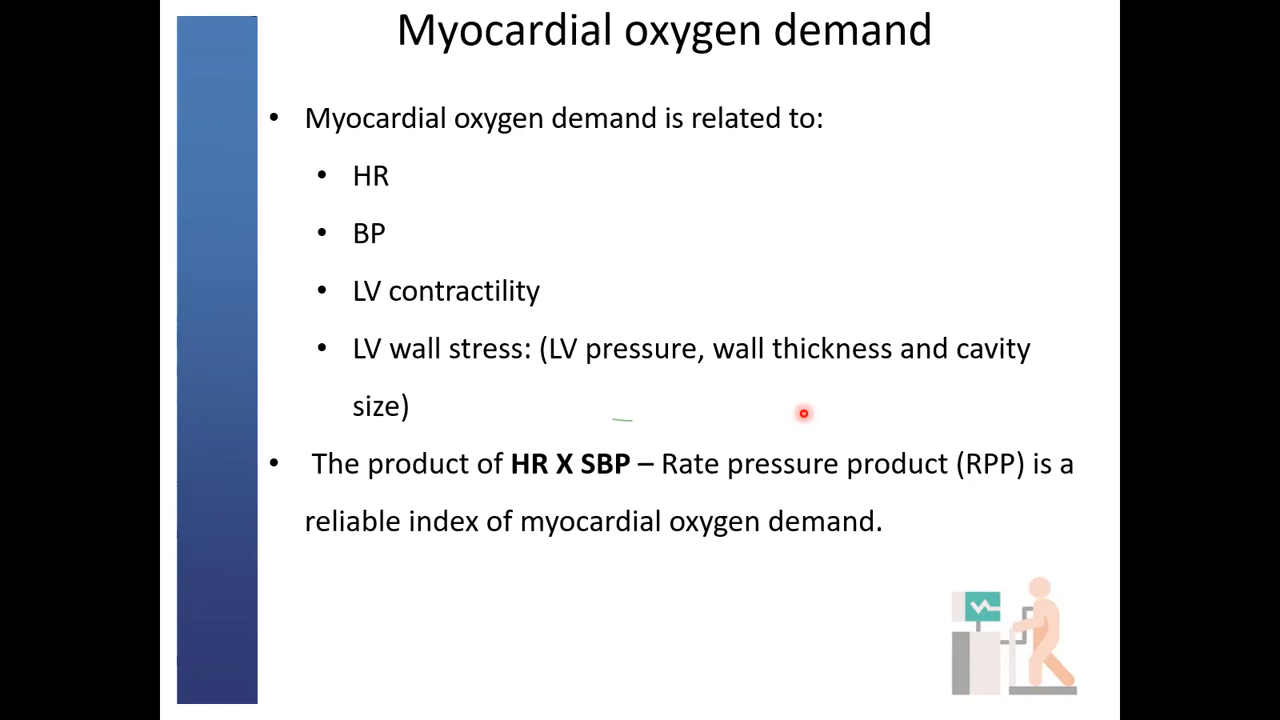 Myocardial oxygen demand
• Myocardial oxygen demand is related to:
• HR
• BP
• LV contractility
• LV wall stress: (LV pressure, wall thickness and cavity
size)
• The product of HR X SBP – Rate pressure product (RPP) is a
reliable index of myocardial oxygen demand.